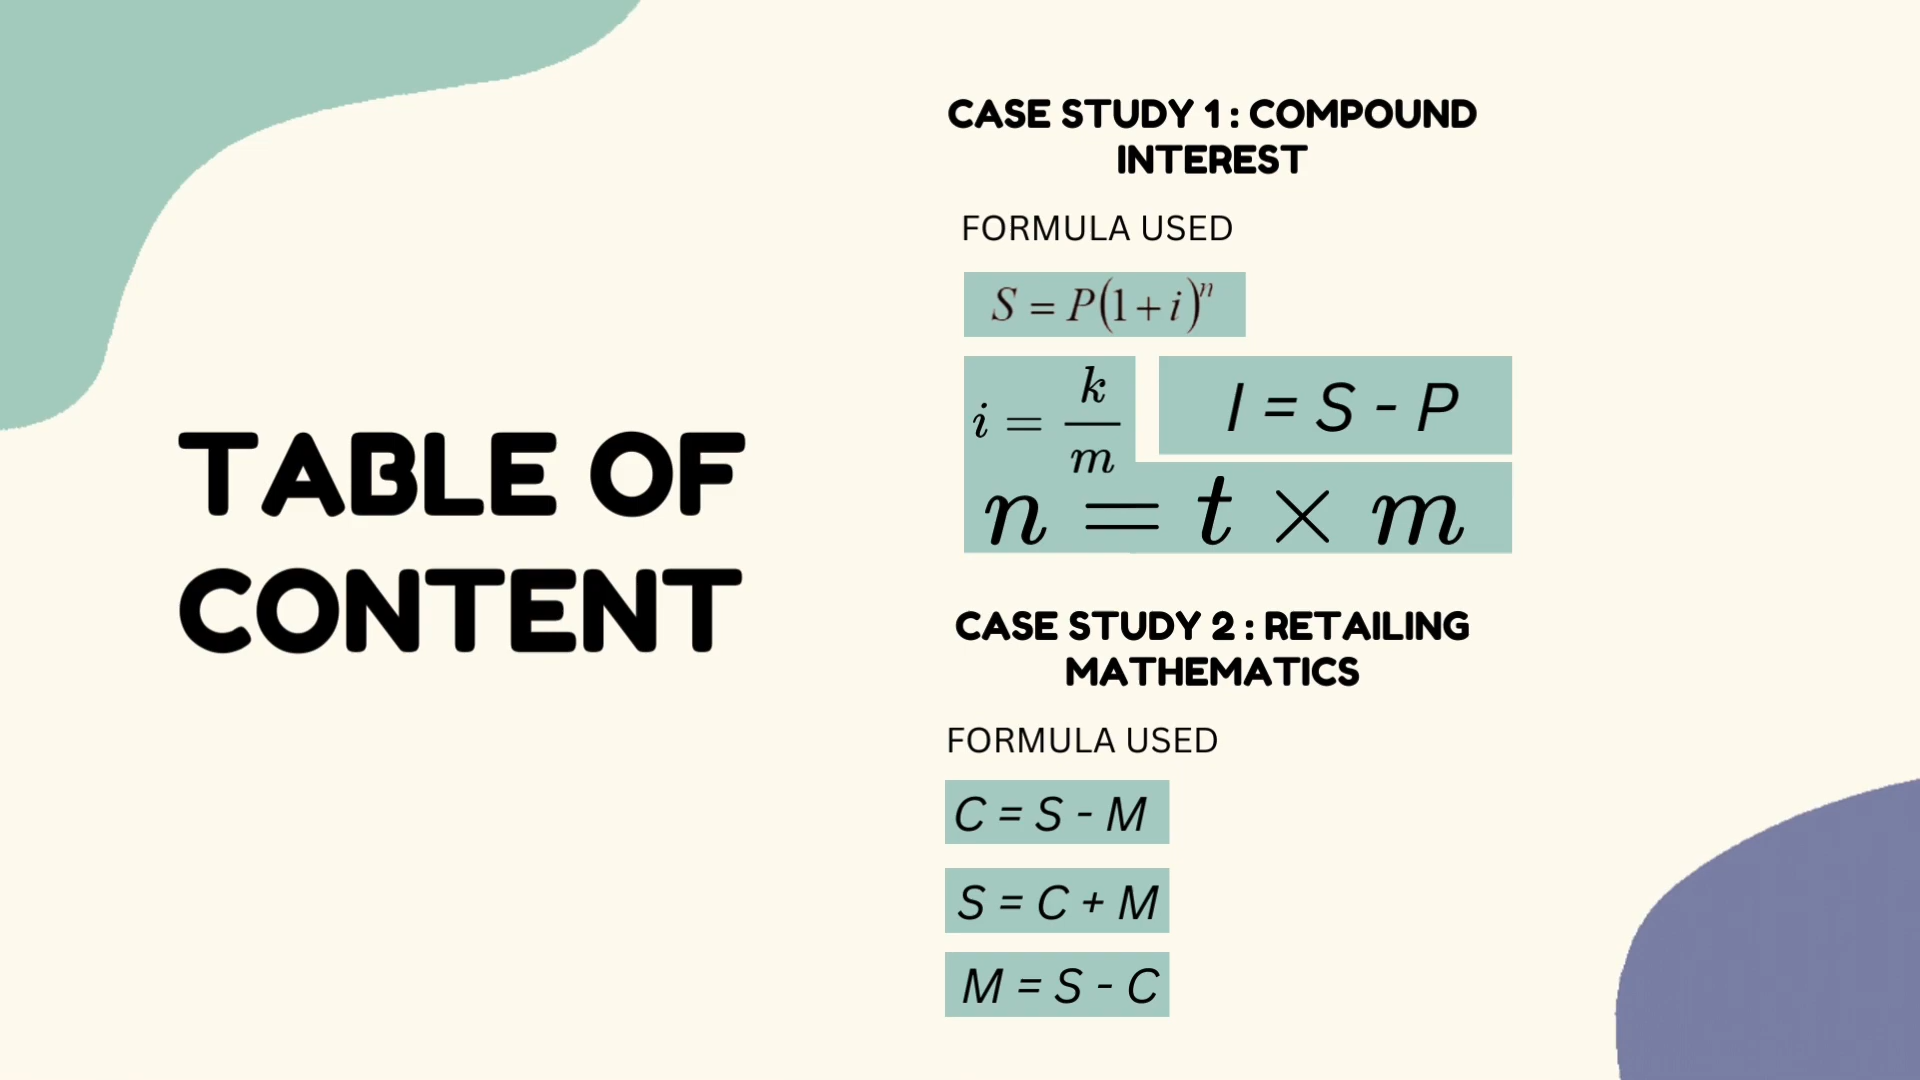 TABLE OF
CONTENT
CASE STUDY 1 : COMPOUND
INTEREST
FORMULA USED
S = P(1+i)^n
i = k/m
I = S - P
n = t × m
CASE STUDY 2 : RETAILING
MATHEMATICS
FORMULA USED
C = S - M
S = C + M
M = S - C